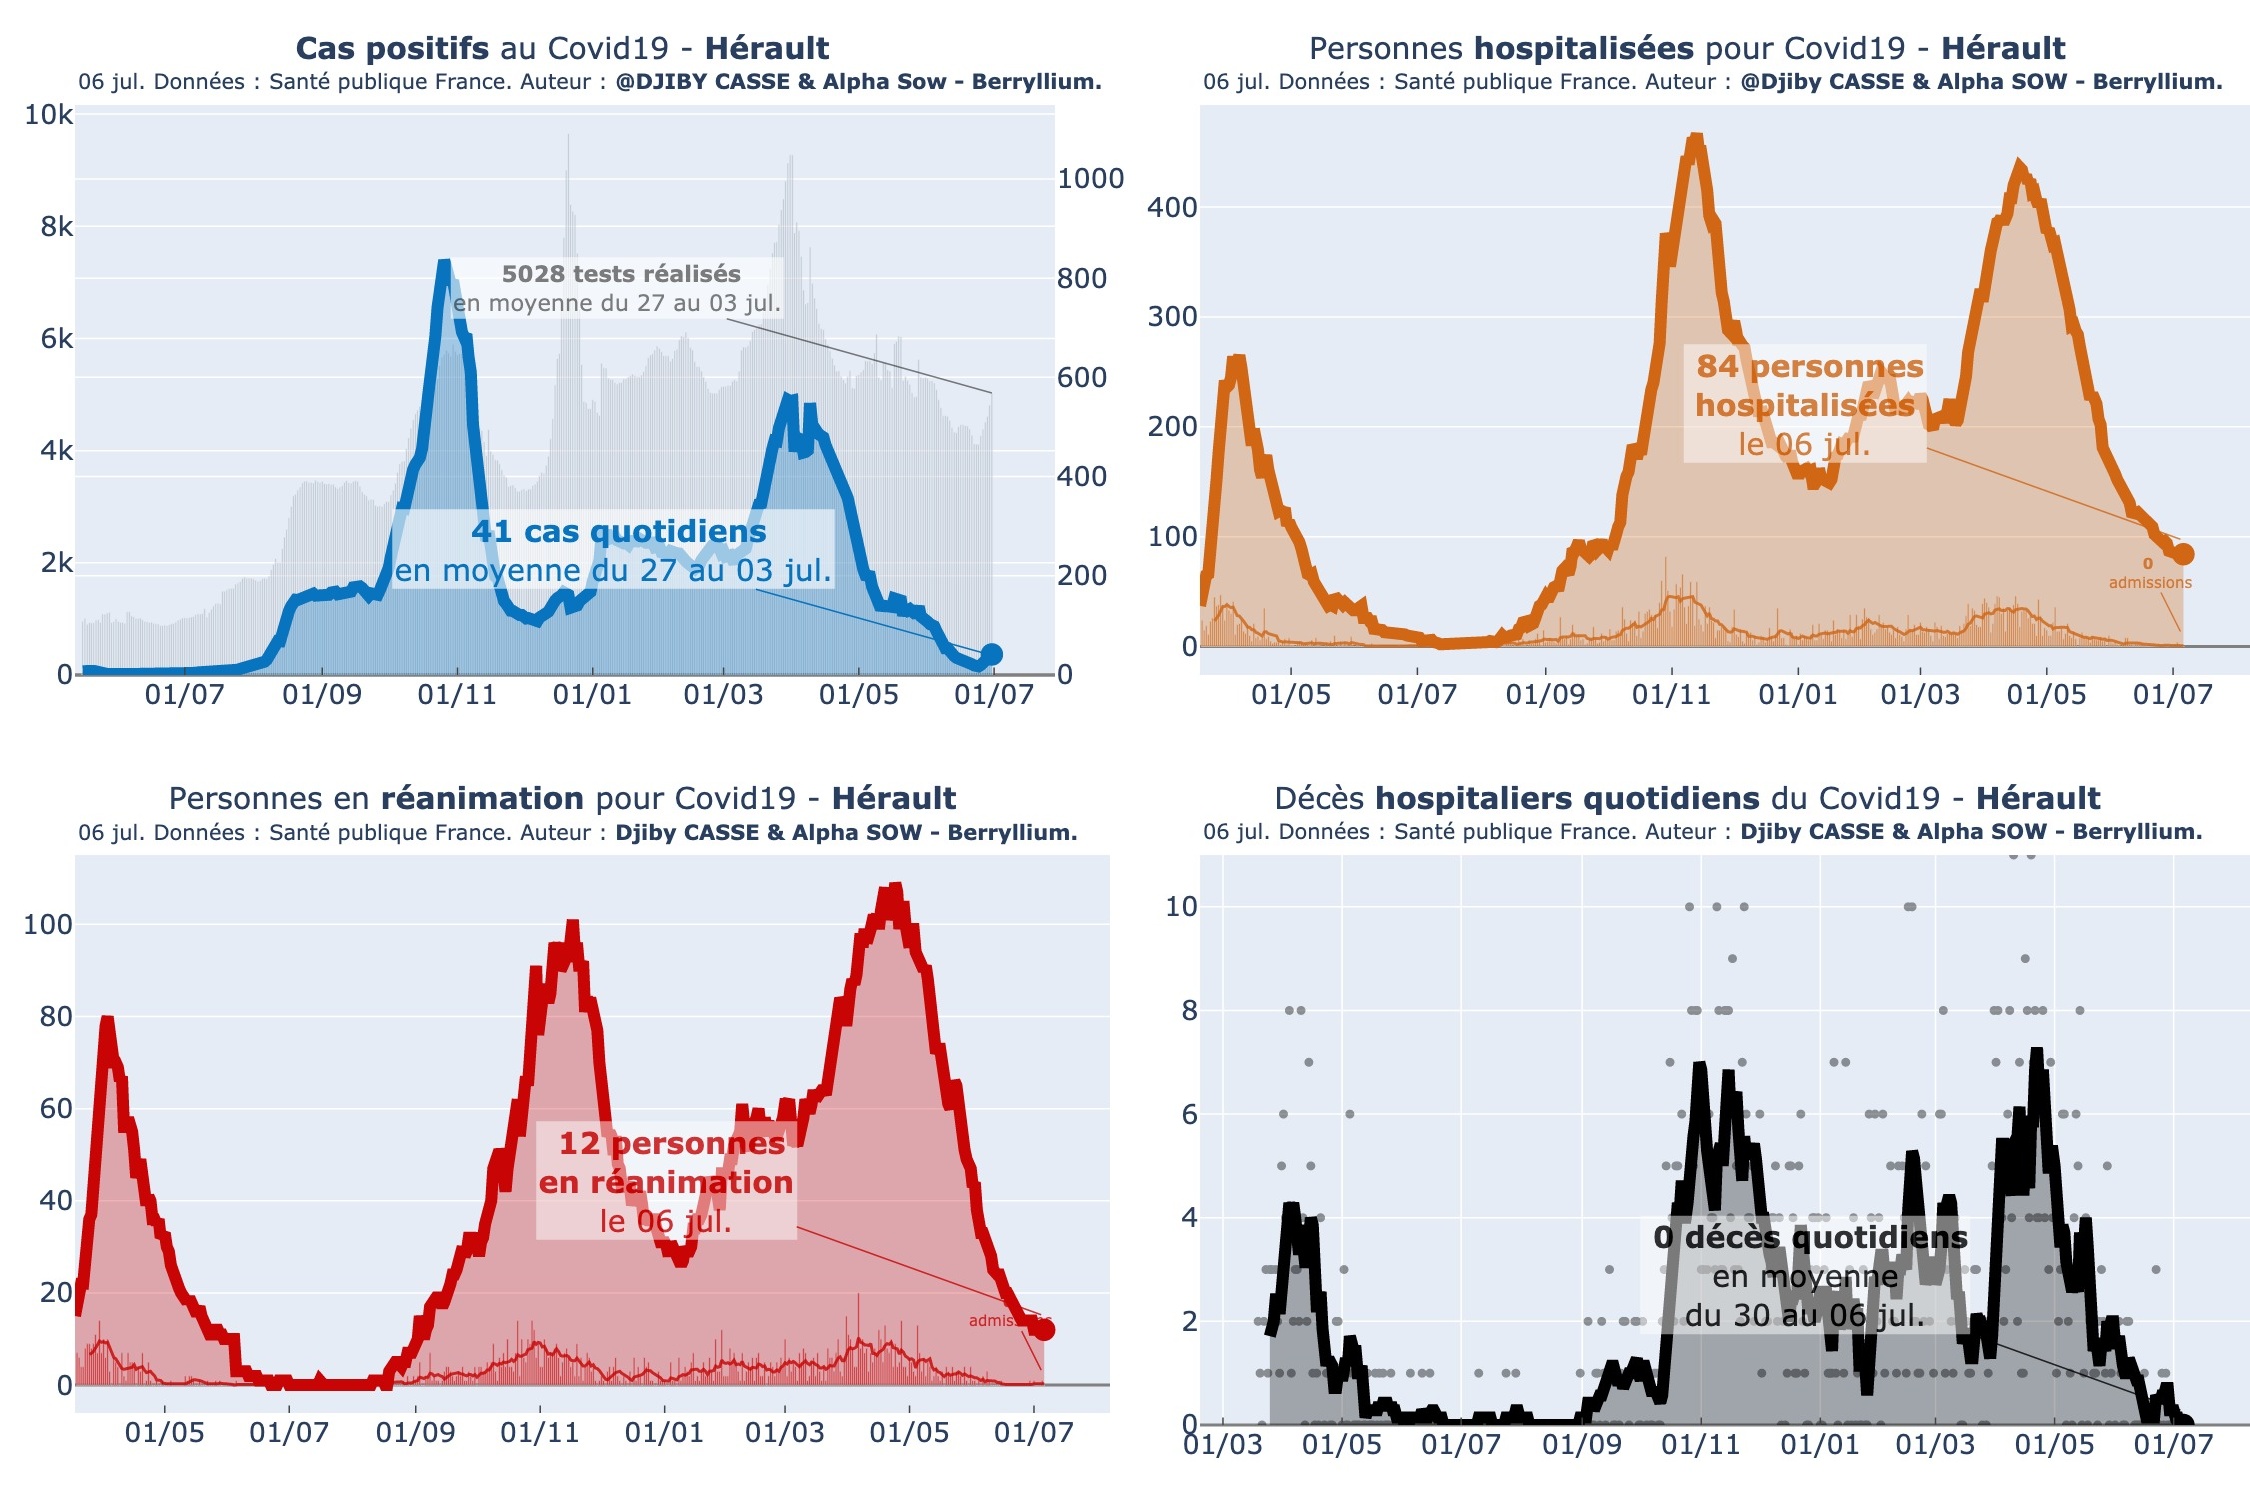 Cas positifs au Covid19 - Hérault
06 jul. Données : Santé publique France. Auteur : @DJIBY CASSE & Alpha Sow - Berryllium.
10k
8k
6k
4k
2k
0
1000
800
600
400
200
0
5028 tests réalisés
en moyenne du 27 au 03 jul.
41 cas quotidiens
en moyenne du 27 au 03 jul.
01/07 01/09 01/11 01/01 01/03 01/05 01/07
Personnes hospitalisées pour Covid19 - Hérault
06 jul. Données : Santé publique France. Auteur : @Djiby CASSE & Alpha SOW - Berryllium.
400
300
200
100
0
84 personnes
hospitalisées
le 06 jul.
0
admissions
01/05 01/07 01/09 01/11 01/01 01/03 01/05 01/07
Personnes en réanimation pour Covid19 - Hérault
06 jul. Données : Santé publique France. Auteur : Djiby CASSE & Alpha SOW - Berryllium.
100
80
60
40
20
0
12 personnes
en réanimation
le 06 jul.
admissions
01/05 01/07 01/09 01/11 01/01 01/03 01/05 01/07
Décès hospitaliers quotidiens du Covid19 - Hérault
06 jul. Données : Santé publique France. Auteur : Djiby CASSE & Alpha SOW - Berryllium.
10
8
6
4
2
0
0 décès quotidiens
en moyenne
du 30 au 06 jul.
01/03 01/05 01/07 01/09 01/11 01/01 01/03 01/05 01/07